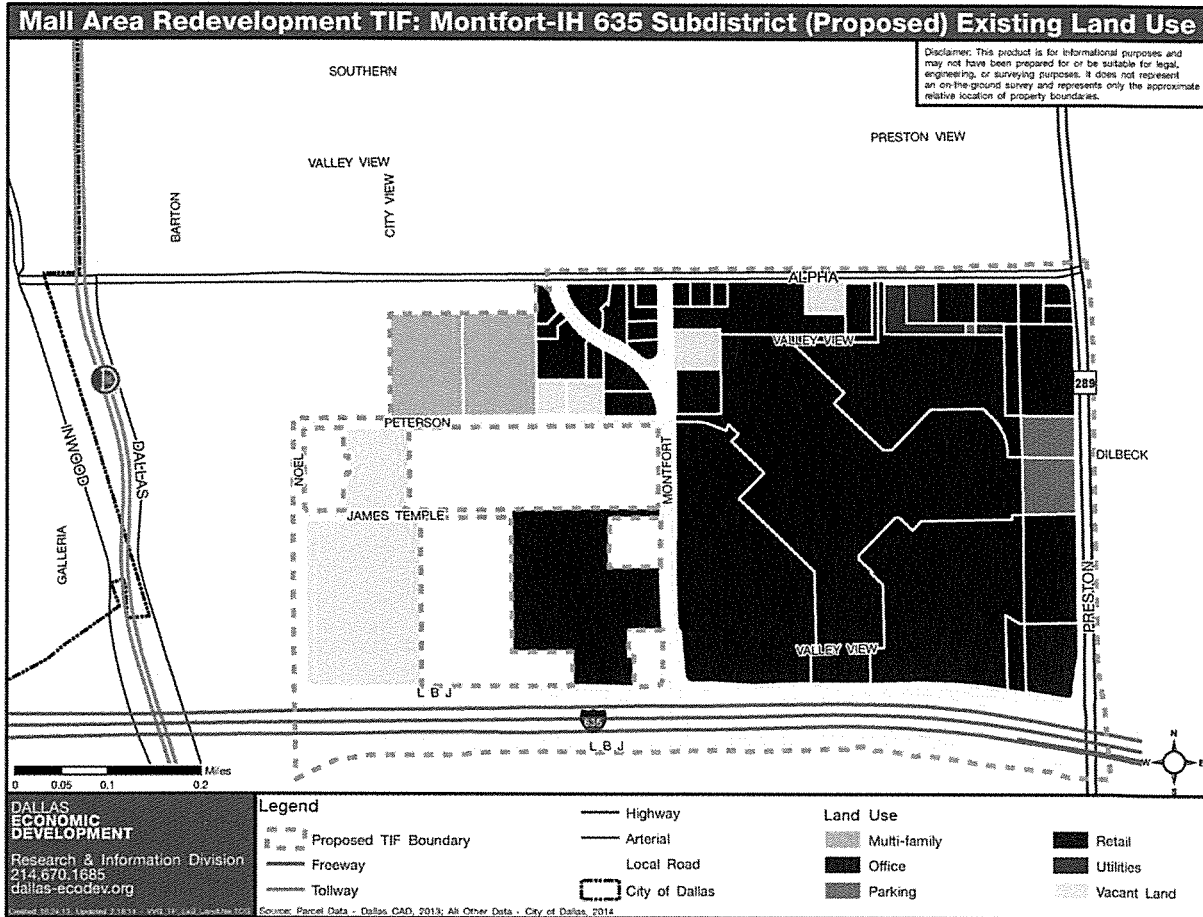 Mall Area Redevelopment TIF: Montfort-IH 635 Subdistrict (Proposed) Existing Land Use
Disclaimer: This product is for informational purposes and
may not have been prepared for or be suitable for legal,
engineering, or surveying purposes. It does not represent
an on-the-ground survey and represents only the approximate
relative location of property boundaries.
SOUTHERN
PRESTON VIEW
VALLEY VIEW
CITY VIEW
BARTON
ALPHA
VALLEY VIEW
289
PETERSON
DILBECK
NOEL
MONTFORT
INWOOD
DALLAS
JAMES TEMPLE
GALLERIA
PRESTON
VALLEY VIEW
L B J
635
L B J
N
W E
S
Miles
0 0.05 0.1 0.2
DALLAS
ECONOMIC
DEVELOPMENT
Research & Information Division
214.670.1685
dallas-ecodev.org
Legend
Proposed TIF Boundary
Freeway
Tollway
Highway
Arterial
Local Road
City of Dallas
Land Use
Multi-family
Office
Parking
Retail
Utilities
Vacant Land
Source: Parcel Data - Dallas CAD, 2013; All Other Data - City of Dallas, 2014